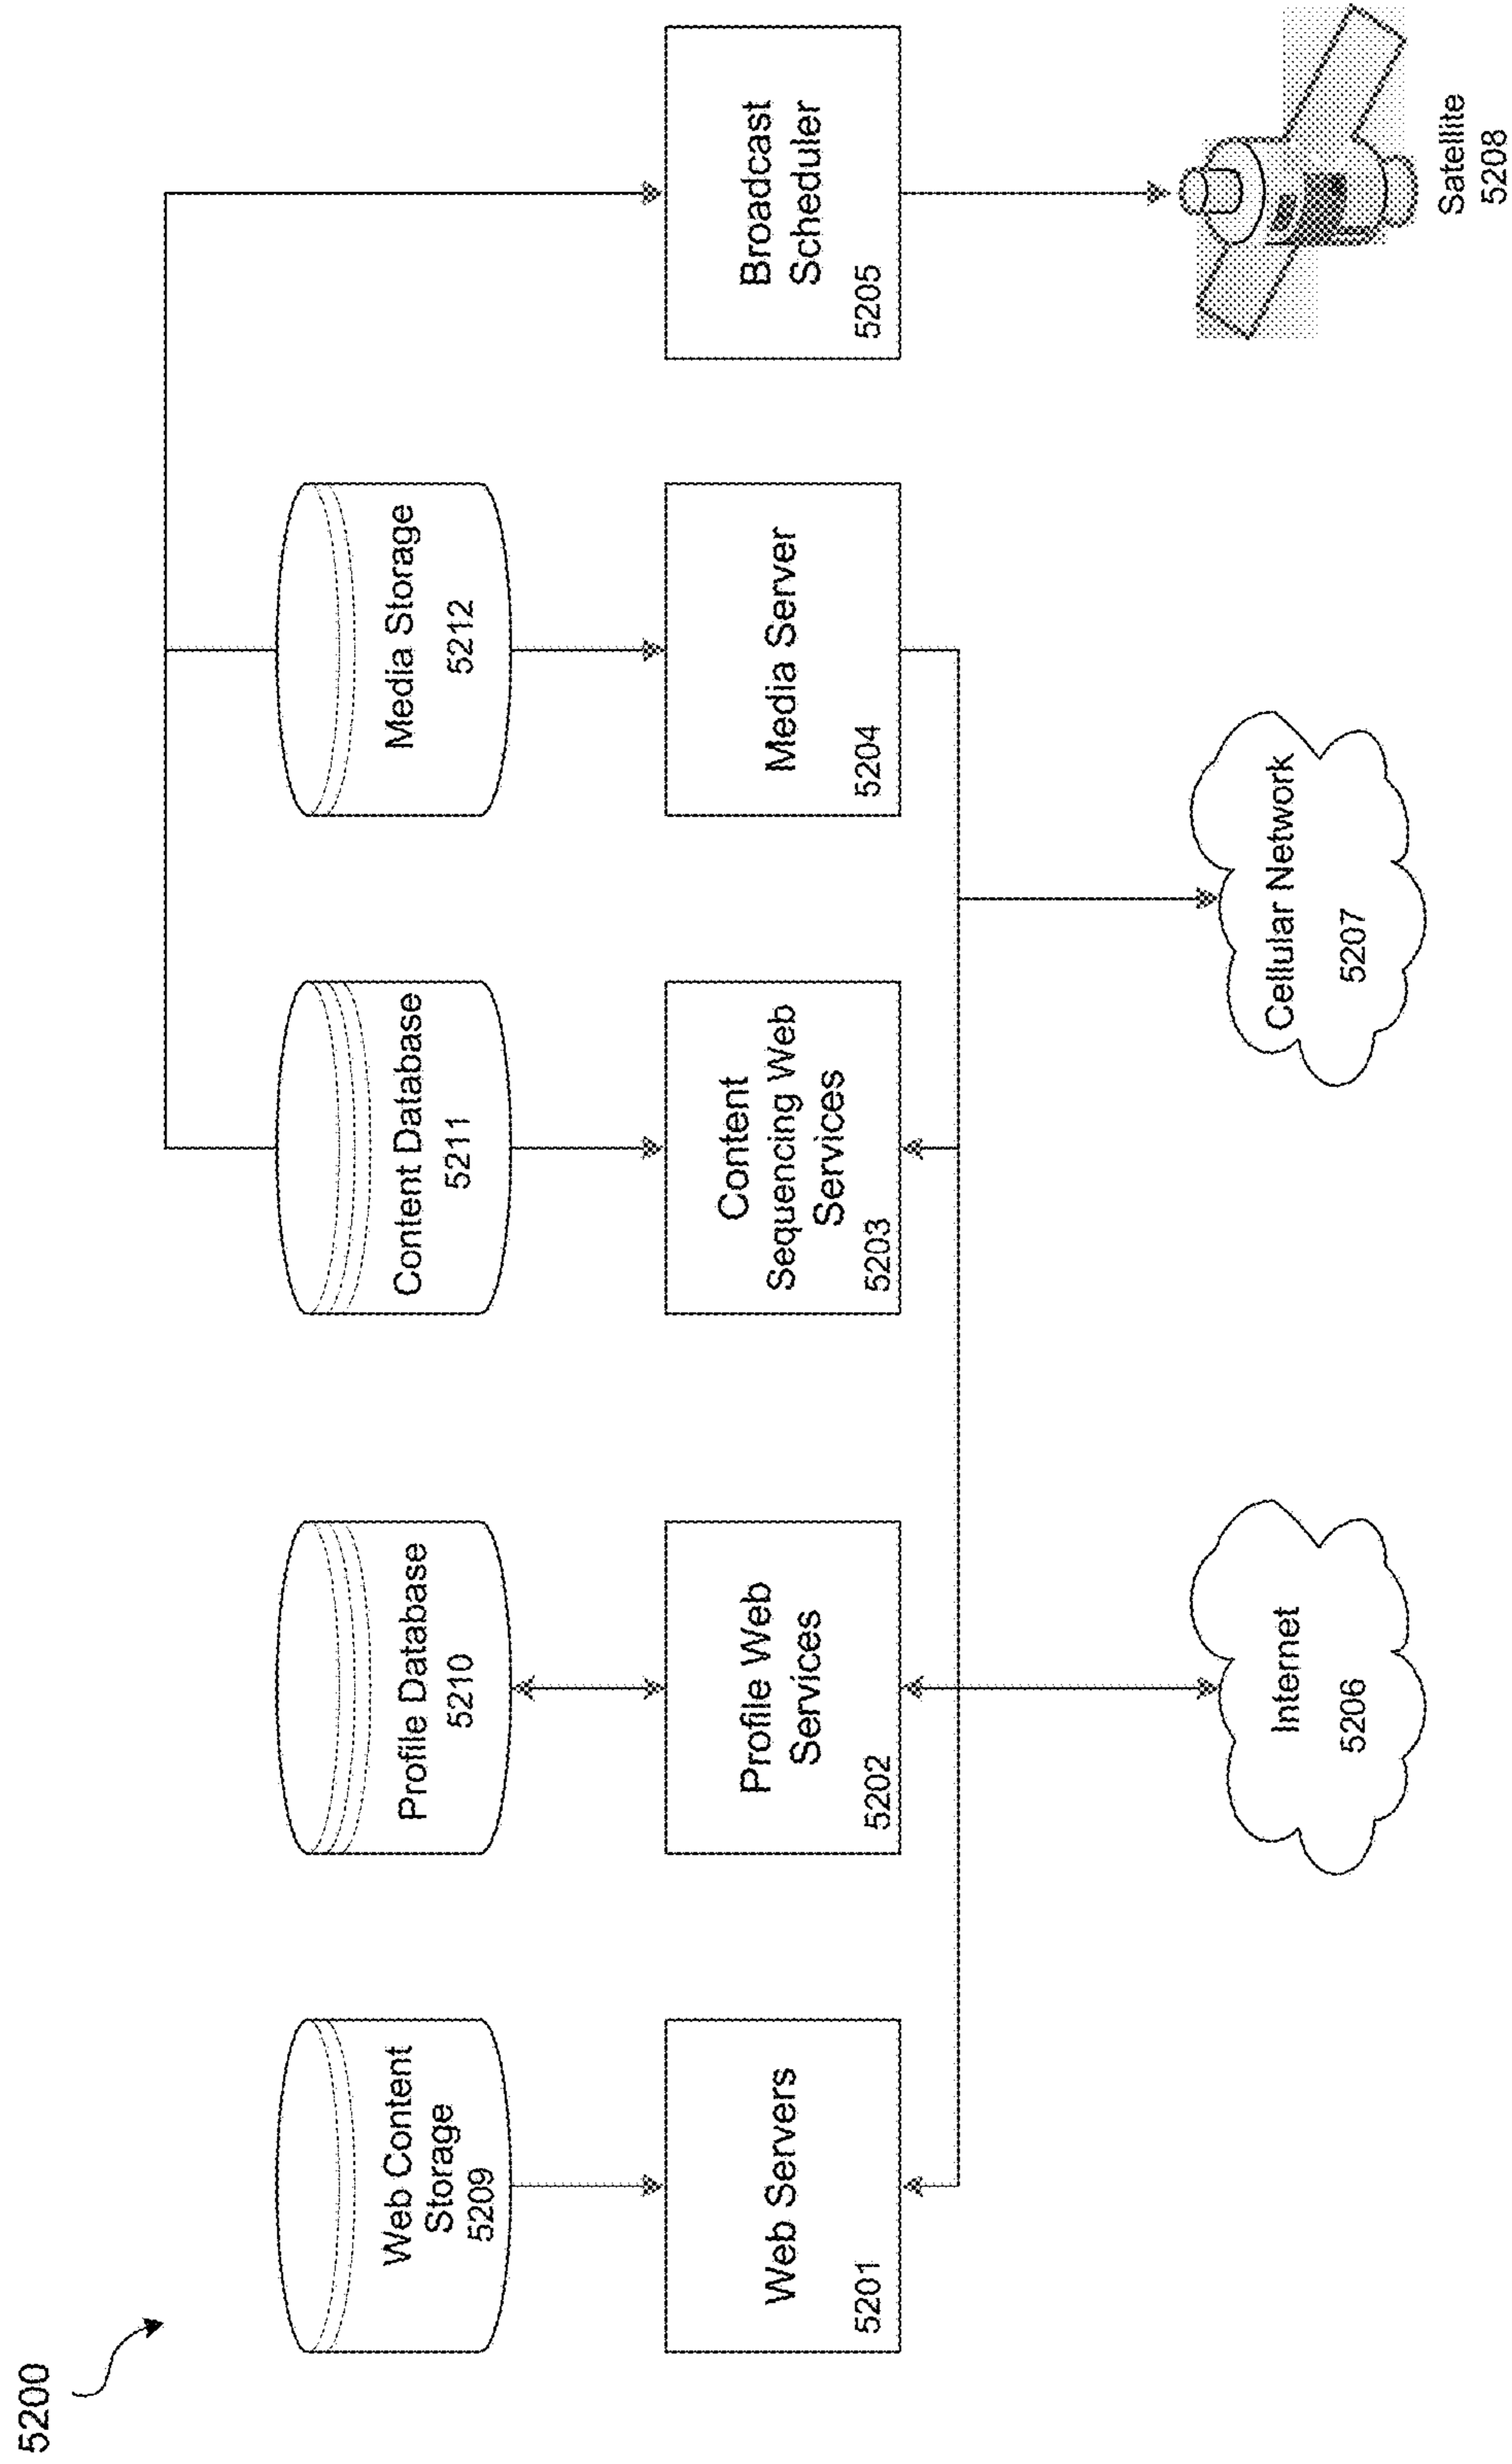 5200
Web Content
Storage
5209
Profile Database
5210
Content Database
5211
Media Storage
5212
Web Servers
5201
Profile Web
Services
5202
Content
Sequencing Web
Services
5203
Media Server
5204
Broadcast
Scheduler
5205
Internet
5206
Cellular Network
5207
Satellite
5208